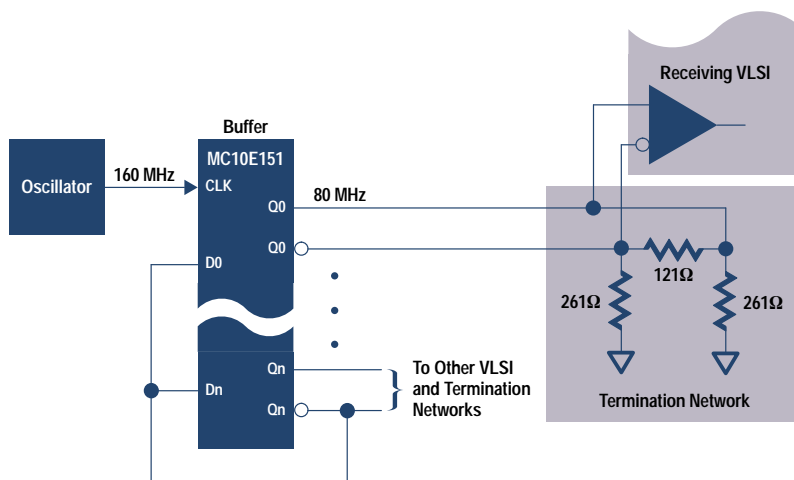 Receiving VLSI
Buffer
MC10E151
Oscillator
160 MHz
CLK
Q0
80 MHz
Q0
D0
121Ω
261Ω
261Ω
Qn
Dn
Qn
To Other VLSI
and Termination
Networks
Termination Network